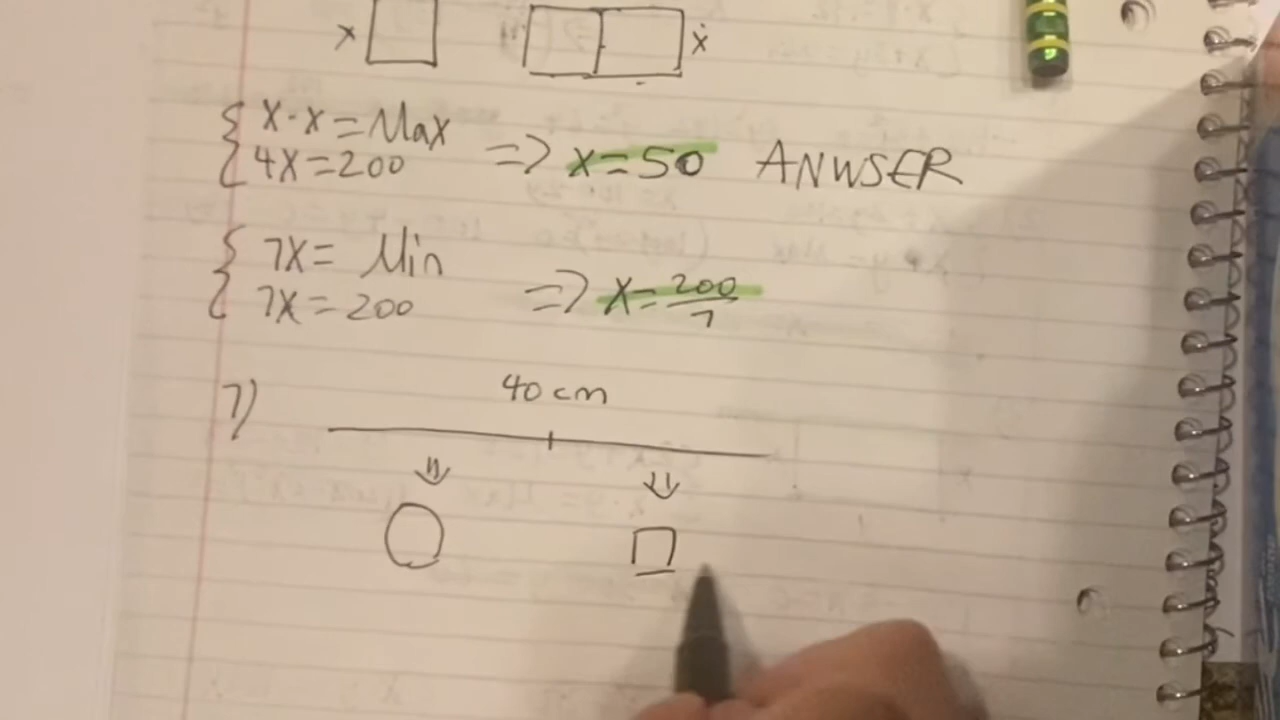 x x
{ x·x = Max
4x = 200 => x = 50 ANWSER
{ 7x = Min
7x = 200 => x = 200/7
7) 40 cm